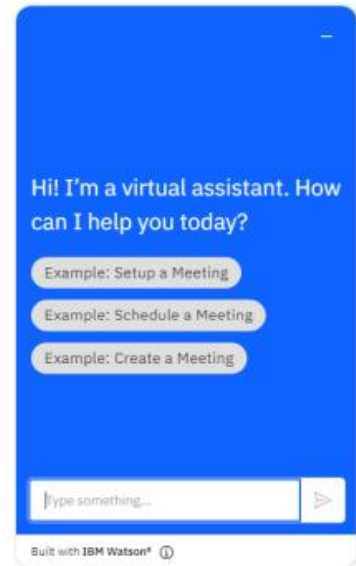 Hi! I'm a virtual assistant. How
can I help you today?
Example: Setup a Meeting
Example: Schedule a Meeting
Example: Create a Meeting
Type something...
Built with IBM Watson®